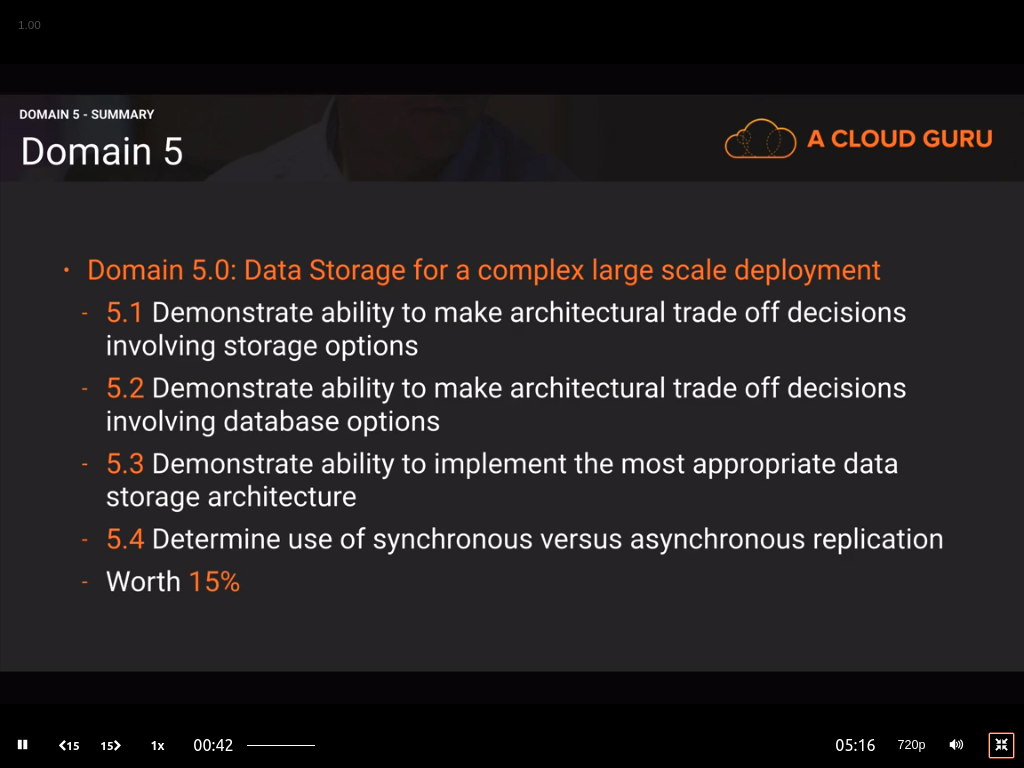 1.00
DOMAIN 5 - SUMMARY
Domain 5
A CLOUD GURU
• Domain 5.0: Data Storage for a complex large scale deployment
- 5.1 Demonstrate ability to make architectural trade off decisions
involving storage options
- 5.2 Demonstrate ability to make architectural trade off decisions
involving database options
- 5.3 Demonstrate ability to implement the most appropriate data
storage architecture
- 5.4 Determine use of synchronous versus asynchronous replication
- Worth 15%
15 15 1x 00:42 05:16 720p